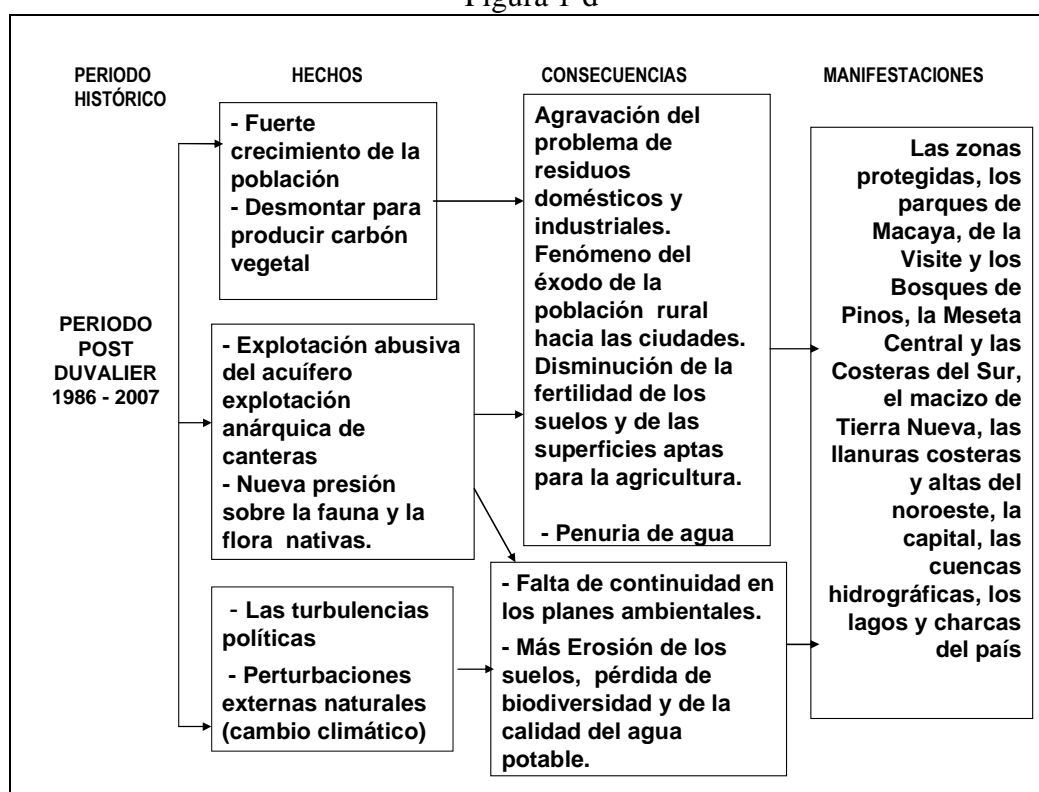 Figura 1-d
PERIODO
HISTÓRICO
HECHOS
CONSECUENCIAS
MANIFESTACIONES
PERIODO
POST
DUVALIER
1986 - 2007
- Fuerte
crecimiento de la
población
- Desmontar para
producir carbón
vegetal
- Explotación abusiva
del acuífero
explotación
anárquica de
canteras
- Nueva presión
sobre la fauna y la
flora nativas.
- Las turbulencias
políticas
- Perturbaciones
externas naturales
(cambio climático)
Agravación del
problema de
residuos
domésticos y
industriales.
Fenómeno del
éxodo de la
población rural
hacia las ciudades.
Disminución de la
fertilidad de los
suelos y de las
superficies aptas
para la agricultura.
- Penuria de agua
- Falta de continuidad en
los planes ambientales.
- Más Erosión de los
suelos, pérdida de
biodiversidad y de la
calidad del agua
potable.
Las zonas
protegidas, los
parques de
Macaya, de la
Visite y los
Bosques de
Pinos, la Meseta
Central y las
Costeras del Sur,
el macizo de
Tierra Nueva, las
llanuras costeras
y altas del
noroeste, la
capital, las
cuencas
hidrográficas, los
lagos y charcas
del país